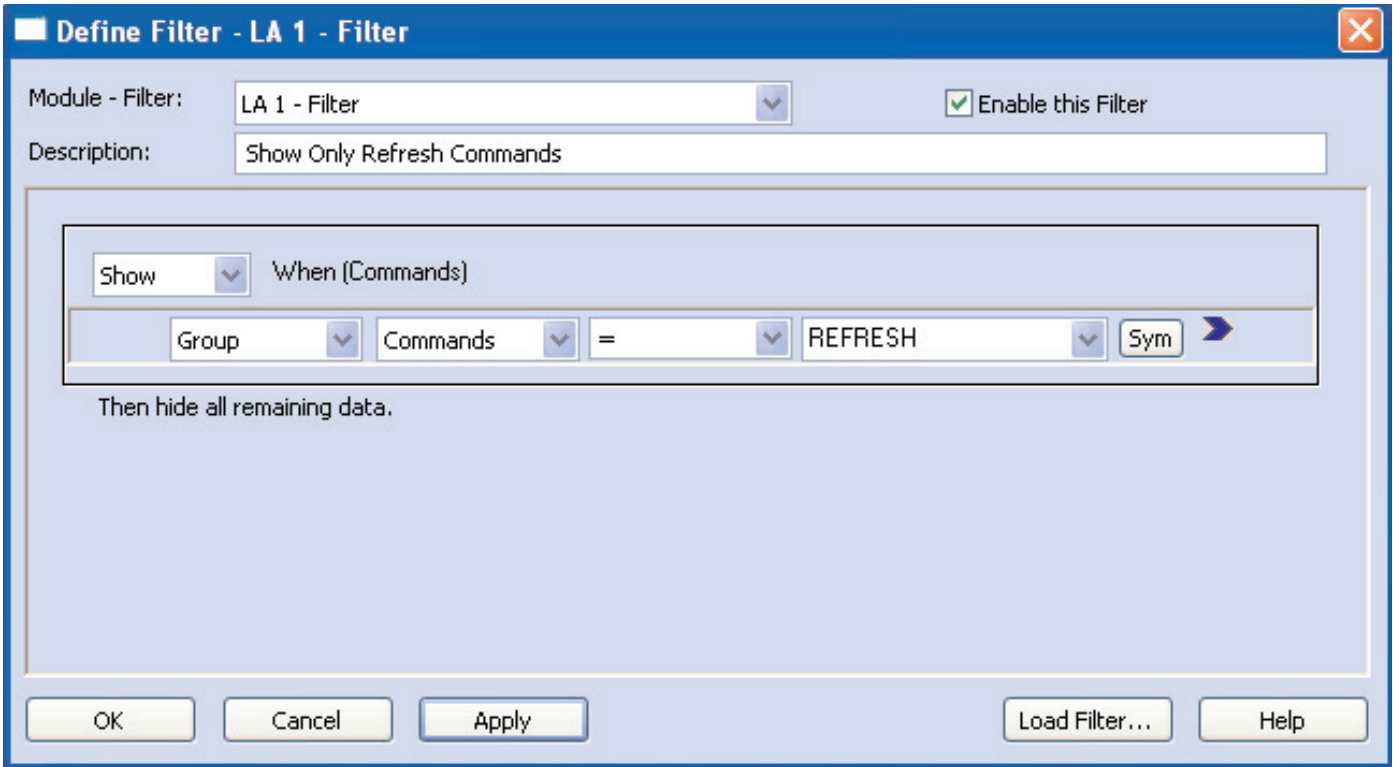 Define Filter - LA 1 - Filter
Module - Filter: LA 1 - Filter Enable this Filter
Description: Show Only Refresh Commands
Show When (Commands)
Group Commands = REFRESH Sym
Then hide all remaining data.
OK Cancel Apply Load Filter... Help